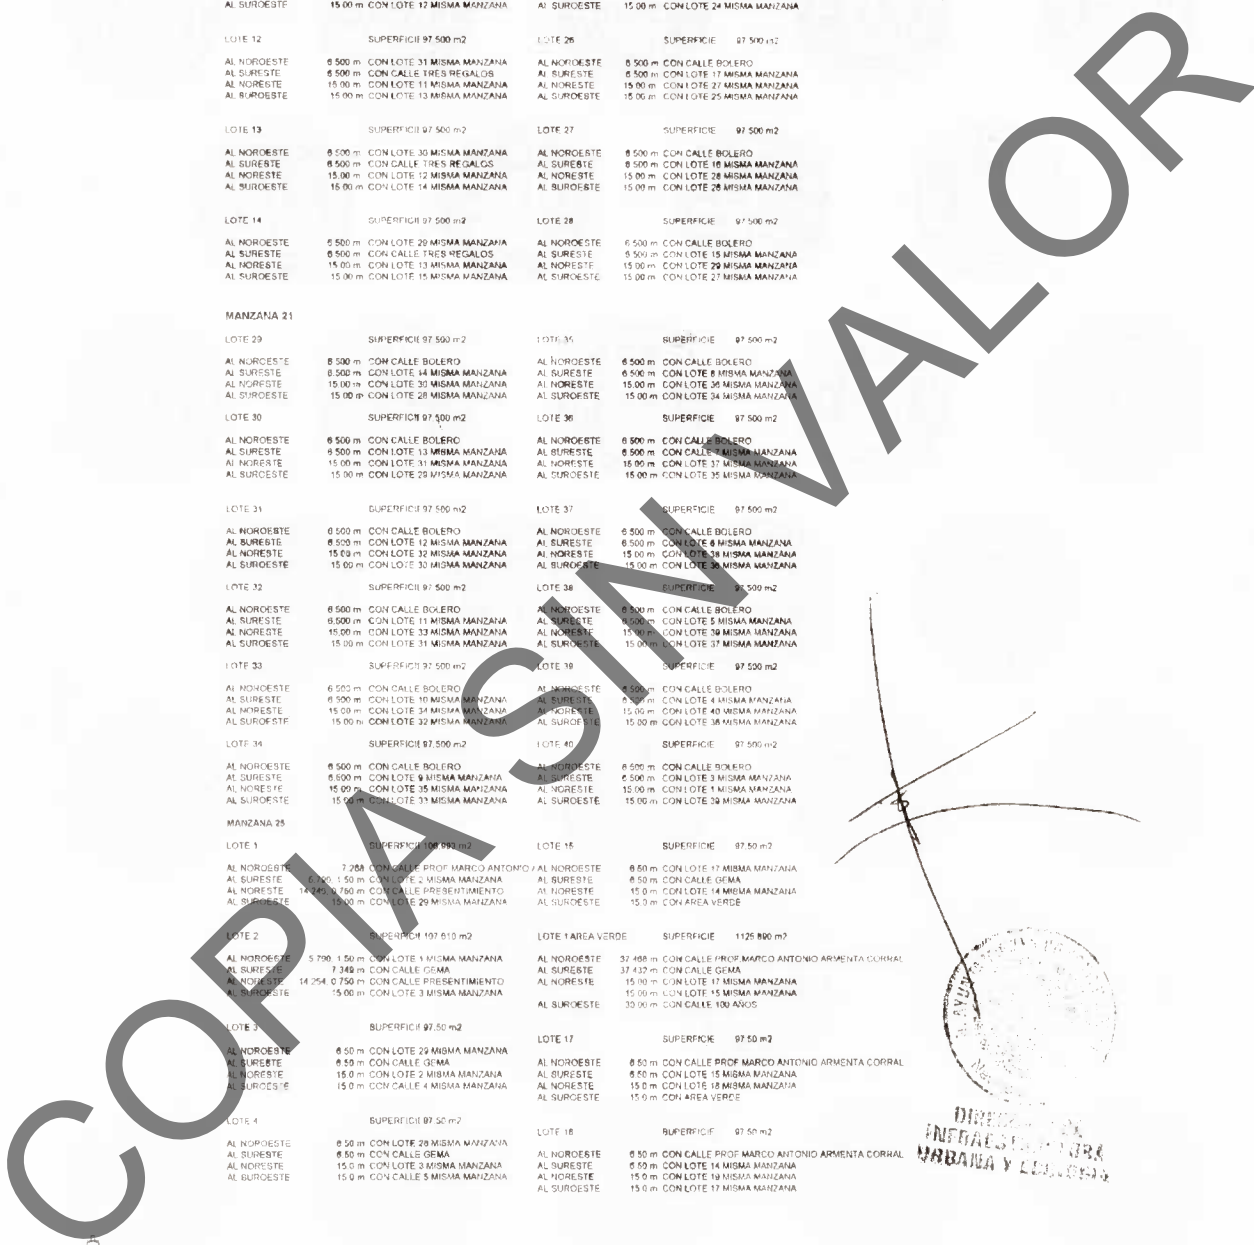 AL SUROESTE 15.00 m CON LOTE 12 MISMA MANZANA
LOTE 12 SUPERFICIE 97.500 m2
AL NOROESTE 6.500 m CON LOTE 31 MISMA MANZANA
AL SURESTE 6.500 m CON CALLE TRES REGALOS
AL NORESTE 15.00 m CON LOTE 11 MISMA MANZANA
AL SUROESTE 15.00 m CON LOTE 13 MISMA MANZANA
LOTE 13 SUPERFICIE 97.500 m2
AL NOROESTE 6.500 m CON LOTE 30 MISMA MANZANA
AL SURESTE 6.500 m CON CALLE TRES REGALOS
AL NORESTE 15.00 m CON LOTE 12 MISMA MANZANA
AL SUROESTE 15.00 m CON LOTE 14 MISMA MANZANA
LOTE 14 SUPERFICIE 97.500 m2
AL NOROESTE 6.500 m CON LOTE 29 MISMA MANZANA
AL SURESTE 6.500 m CON CALLE TRES REGALOS
AL NORESTE 15.00 m CON LOTE 13 MISMA MANZANA
AL SUROESTE 15.00 m CON LOTE 15 MISMA MANZANA
MANZANA 21
LOTE 29 SUPERFICIE 97.500 m2
AL NOROESTE 6.500 m CON CALLE BOLERO
AL SURESTE 6.500 m CON LOTE 14 MISMA MANZANA
AL NORESTE 15.00 m CON LOTE 30 MISMA MANZANA
AL SUROESTE 15.00 m CON LOTE 28 MISMA MANZANA
LOTE 30 SUPERFICIE 97.500 m2
AL NOROESTE 6.500 m CON CALLE BOLERO
AL SURESTE 6.500 m CON LOTE 13 MISMA MANZANA
AL NORESTE 15.00 m CON LOTE 31 MISMA MANZANA
AL SUROESTE 15.00 m CON LOTE 29 MISMA MANZANA
LOTE 31 SUPERFICIE 97.500 m2
AL NOROESTE 6.500 m CON CALLE BOLERO
AL SURESTE 6.500 m CON LOTE 12 MISMA MANZANA
AL NORESTE 15.00 m CON LOTE 32 MISMA MANZANA
AL SUROESTE 15.00 m CON LOTE 30 MISMA MANZANA
LOTE 32 SUPERFICIE 97.500 m2
AL NOROESTE 6.500 m CON CALLE BOLERO
AL SURESTE 6.500 m CON LOTE 11 MISMA MANZANA
AL NORESTE 15.00 m CON LOTE 33 MISMA MANZANA
AL SUROESTE 15.00 m CON LOTE 31 MISMA MANZANA
LOTE 33 SUPERFICIE 97.500 m2
AL NOROESTE 6.500 m CON CALLE BOLERO
AL SURESTE 6.500 m CON LOTE 10 MISMA MANZANA
AL NORESTE 15.00 m CON LOTE 34 MISMA MANZANA
AL SUROESTE 15.00 m CON LOTE 32 MISMA MANZANA
LOTE 34 SUPERFICIE 97.500 m2
AL NOROESTE 6.500 m CON CALLE BOLERO
AL SURESTE 6.500 m CON LOTE 9 MISMA MANZANA
AL NORESTE 15.00 m CON LOTE 35 MISMA MANZANA
AL SUROESTE 15.00 m CON LOTE 33 MISMA MANZANA
MANZANA 25
LOTE 1 SUPERFICIE m2
AL NOROESTE 7.288 CON CALLE PROF MARCO ANTONIO
AL SURESTE 5.790, 1.50 m CON LOTE 2 MISMA MANZANA
AL NORESTE 0.750 m CON CALLE PRESENTIMIENTO
AL SUROESTE 15.00 m CON LOTE 29 MISMA MANZANA
LOTE 2 SUPERFICIE 107.610 m2
AL NOROESTE 5.790, 1.50 m CON LOTE 1 MISMA MANZANA
AL SURESTE 7.349 m CON CALLE GEMA
AL NORESTE 14.254, 0.750 m CON CALLE PRESENTIMIENTO
AL SUROESTE 15.00 m CON LOTE 3 MISMA MANZANA
LOTE 3 SUPERFICIE 97.50 m2
AL NOROESTE 6.50 m CON LOTE 29 MISMA MANZANA
AL SURESTE 6.50 m CON CALLE GEMA
AL NORESTE 15.0 m CON LOTE 2 MISMA MANZANA
AL SUROESTE 15.0 m CON CALLE 4 MISMA MANZANA
LOTE 4 SUPERFICIE 97.50 m2
AL NOROESTE 6.50 m CON LOTE 28 MISMA MANZANA
AL SURESTE 6.50 m CON CALLE GEMA
AL NORESTE 15.0 m CON LOTE 3 MISMA MANZANA
AL SUROESTE 15.0 m CON CALLE 5 MISMA MANZANA
AL SUROESTE 15.00 m CON LOTE 24 MISMA MANZANA
LOTE 26 SUPERFICIE 97.500 m2
AL NOROESTE 6.500 m CON CALLE BOLERO
AL SURESTE 6.500 m CON LOTE 17 MISMA MANZANA
AL NORESTE 15.00 m CON LOTE 27 MISMA MANZANA
AL SUROESTE 15.00 m CON LOTE 25 MISMA MANZANA
LOTE 27 SUPERFICIE 97.500 m2
AL NOROESTE 6.500 m CON CALLE BOLERO
AL SURESTE 6.500 m CON LOTE 16 MISMA MANZANA
AL NORESTE 15.00 m CON LOTE 28 MISMA MANZANA
AL SUROESTE 15.00 m CON LOTE 26 MISMA MANZANA
LOTE 28 SUPERFICIE 97.500 m2
AL NOROESTE 6.500 m CON CALLE BOLERO
AL SURESTE 6.500 m CON LOTE 15 MISMA MANZANA
AL NORESTE 15.00 m CON LOTE 29 MISMA MANZANA
AL SUROESTE 15.00 m CON LOTE 27 MISMA MANZANA
LOTE 35 SUPERFICIE 97.500 m2
AL NOROESTE 6.500 m CON CALLE BOLERO
AL SURESTE 6.500 m CON LOTE 8 MISMA MANZANA
AL NORESTE 15.00 m CON LOTE 36 MISMA MANZANA
AL SUROESTE 15.00 m CON LOTE 34 MISMA MANZANA
LOTE 36 SUPERFICIE 97.500 m2
AL NOROESTE 6.500 m CON CALLE BOLERO
AL SURESTE 6.500 m CON CALLE 7 MISMA MANZANA
AL NORESTE 15.00 m CON LOTE 37 MISMA MANZANA
AL SUROESTE 15.00 m CON LOTE 35 MISMA MANZANA
LOTE 37 SUPERFICIE 97.500 m2
AL NOROESTE 6.500 m CON CALLE BOLERO
AL SURESTE 6.500 m CON LOTE 6 MISMA MANZANA
AL NORESTE 15.00 m CON LOTE 38 MISMA MANZANA
AL SUROESTE 15.00 m CON LOTE 36 MISMA MANZANA
LOTE 38 SUPERFICIE 97.500 m2
AL NOROESTE 6.500 m CON CALLE BOLERO
AL SURESTE 6.500 m CON LOTE 5 MISMA MANZANA
AL NORESTE 15.00 m CON LOTE 39 MISMA MANZANA
AL SUROESTE 15.00 m CON LOTE 37 MISMA MANZANA
LOTE 39 SUPERFICIE 97.500 m2
AL NOROESTE 6.500 m CON CALLE BOLERO
AL SURESTE 6.500 m CON LOTE 4 MISMA MANZANA
AL NORESTE 15.00 m CON LOTE 40 MISMA MANZANA
AL SUROESTE 15.00 m CON LOTE 38 MISMA MANZANA
LOTE 40 SUPERFICIE 97.500 m2
AL NOROESTE 6.500 m CON CALLE BOLERO
AL SURESTE 6.500 m CON LOTE 3 MISMA MANZANA
AL NORESTE 15.00 m CON LOTE 1 MISMA MANZANA
AL SUROESTE 15.00 m CON LOTE 39 MISMA MANZANA
LOTE 15 SUPERFICIE 97.50 m2
AL NOROESTE 6.50 m CON LOTE 17 MISMA MANZANA
AL SURESTE 6.50 m CON CALLE GEMA
AL NORESTE 15.0 m CON LOTE 14 MISMA MANZANA
AL SUROESTE 15.0 m CON AREA VERDE
LOTE 1 AREA VERDE SUPERFICIE 1125.890 m2
AL NOROESTE 37.468 m CON CALLE PROF. MARCO ANTONIO ARMENTA CORRAL
AL SURESTE 37.432 m CON CALLE GEMA
AL NORESTE 15.00 m CON LOTE 17 MISMA MANZANA
15.00 m CON LOTE 15 MISMA MANZANA
AL SUROESTE 30.00 m CON CALLE 100 AÑOS
LOTE 17 SUPERFICIE 97.50 m2
AL NOROESTE 6.50 m CON CALLE PROF MARCO ANTONIO ARMENTA CORRAL
AL SURESTE 6.50 m CON LOTE 15 MISMA MANZANA
AL NORESTE 15.0 m CON LOTE 18 MISMA MANZANA
AL SUROESTE 15.0 m CON AREA VERDE
LOTE 18 SUPERFICIE 97.50 m2
AL NOROESTE 6.50 m CON CALLE PROF MARCO ANTONIO ARMENTA CORRAL
AL SURESTE 6.50 m CON LOTE 14 MISMA MANZANA
AL NORESTE 15.0 m CON LOTE 19 MISMA MANZANA
AL SUROESTE 15.0 m CON LOTE 17 MISMA MANZANA
COPIA SIN VALOR
URBANA Y